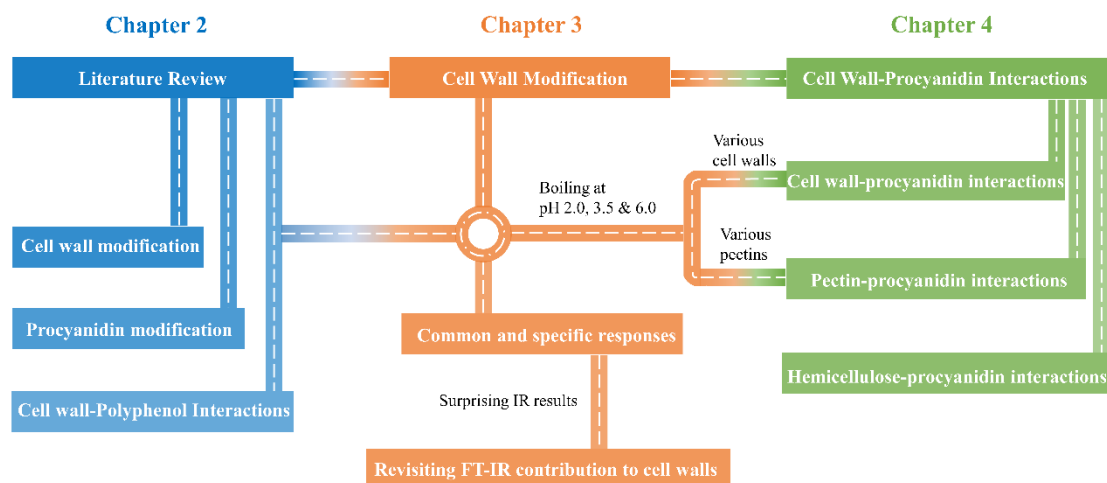 Chapter 2
Chapter 3
Chapter 4
Literature Review
Cell Wall Modification
Cell Wall-Procyanidin Interactions
Various
cell walls
Cell wall-procyanidin interactions
Boiling at
pH 2.0, 3.5 & 6.0
Cell wall modification
Various
pectins
Pectin-procyanidin interactions
Procyanidin modification
Common and specific responses
Hemicellulose-procyanidin interactions
Cell wall-Polyphenol Interactions
Surprising IR results
Revisiting FT-IR contribution to cell walls